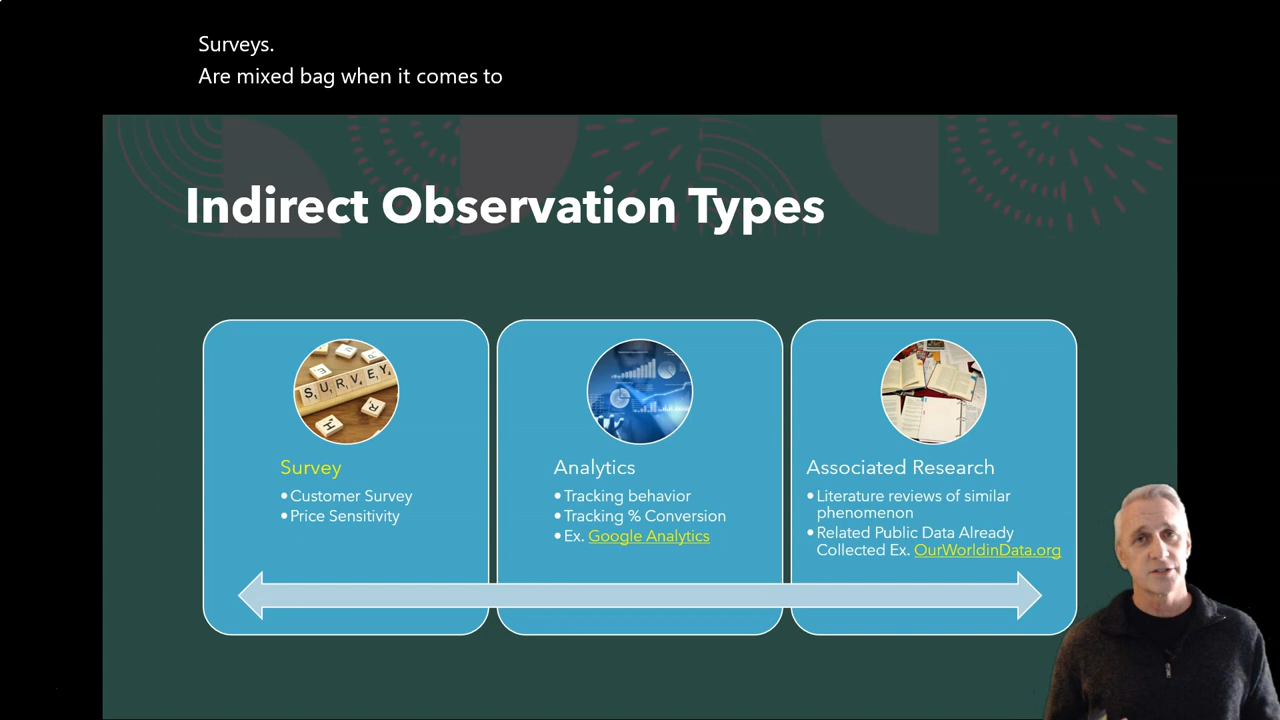 Surveys.
Are mixed bag when it comes to
Indirect Observation Types
SURVEY
Survey
•Customer Survey
•Price Sensitivity
Analytics
•Tracking behavior
•Tracking % Conversion
•Ex. Google Analytics
Associated Research
•Literature reviews of similar
phenomenon
•Related Public Data Already
Collected Ex. OurWorldinData.org